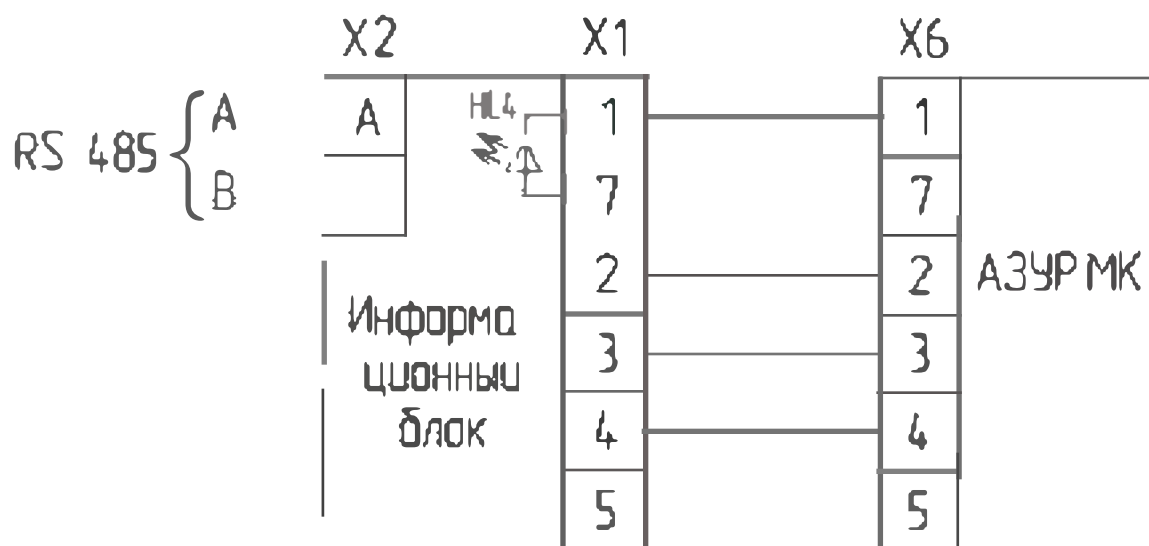 X2 X1 X6
RS 485 A A HL4 1 1
B 7 7
2 2 АЗУР МК
Информа
3 3
ционный
блок 4 4
5 5